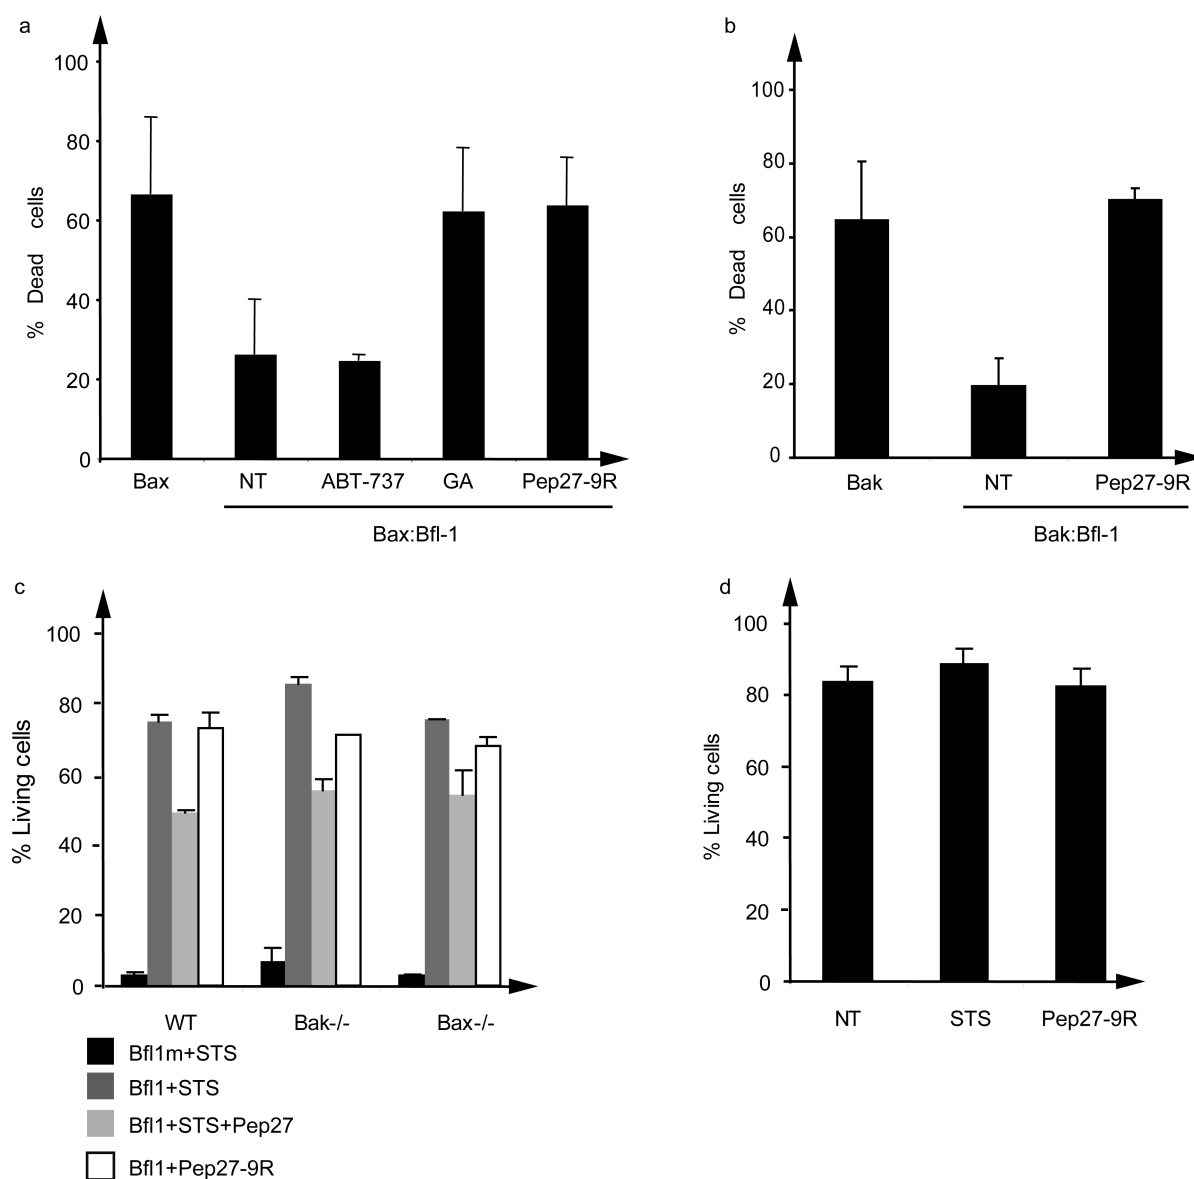 a
% Dead cells
100
80
60
40
20
0
Bax NT ABT-737 GA Pep27-9R
Bax:Bfl-1
b
% Dead cells
100
80
60
40
20
0
Bak NT Pep27-9R
Bak:Bfl-1
c
% Living cells
100
80
60
40
20
0
WT Bak-/- Bax-/-
Bfl1m+STS
Bfl1+STS
Bfl1+STS+Pep27
Bfl1+Pep27-9R
d
% Living cells
100
80
60
40
20
0
NT STS Pep27-9R